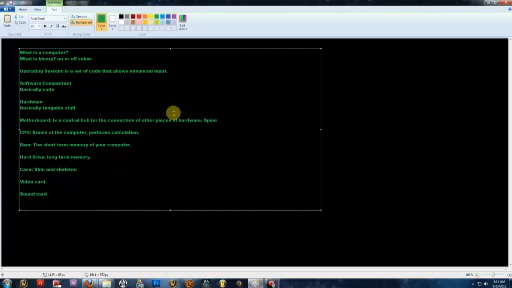 What is a computer?
What is binary? on or off value.
Operating System: is a set of code that allows advanced input.
Software Component
Basically code
Hardware
Basically tangable stuff
Motherboard: is a central hub for the connection of other pieces of hardware, Spine
CPU: Brains of the computer, performs calculation.
Ram: The short term memory of your computer.
Hard Drive: long term memory.
Case: Skin and skeleton
Video card
Sound card